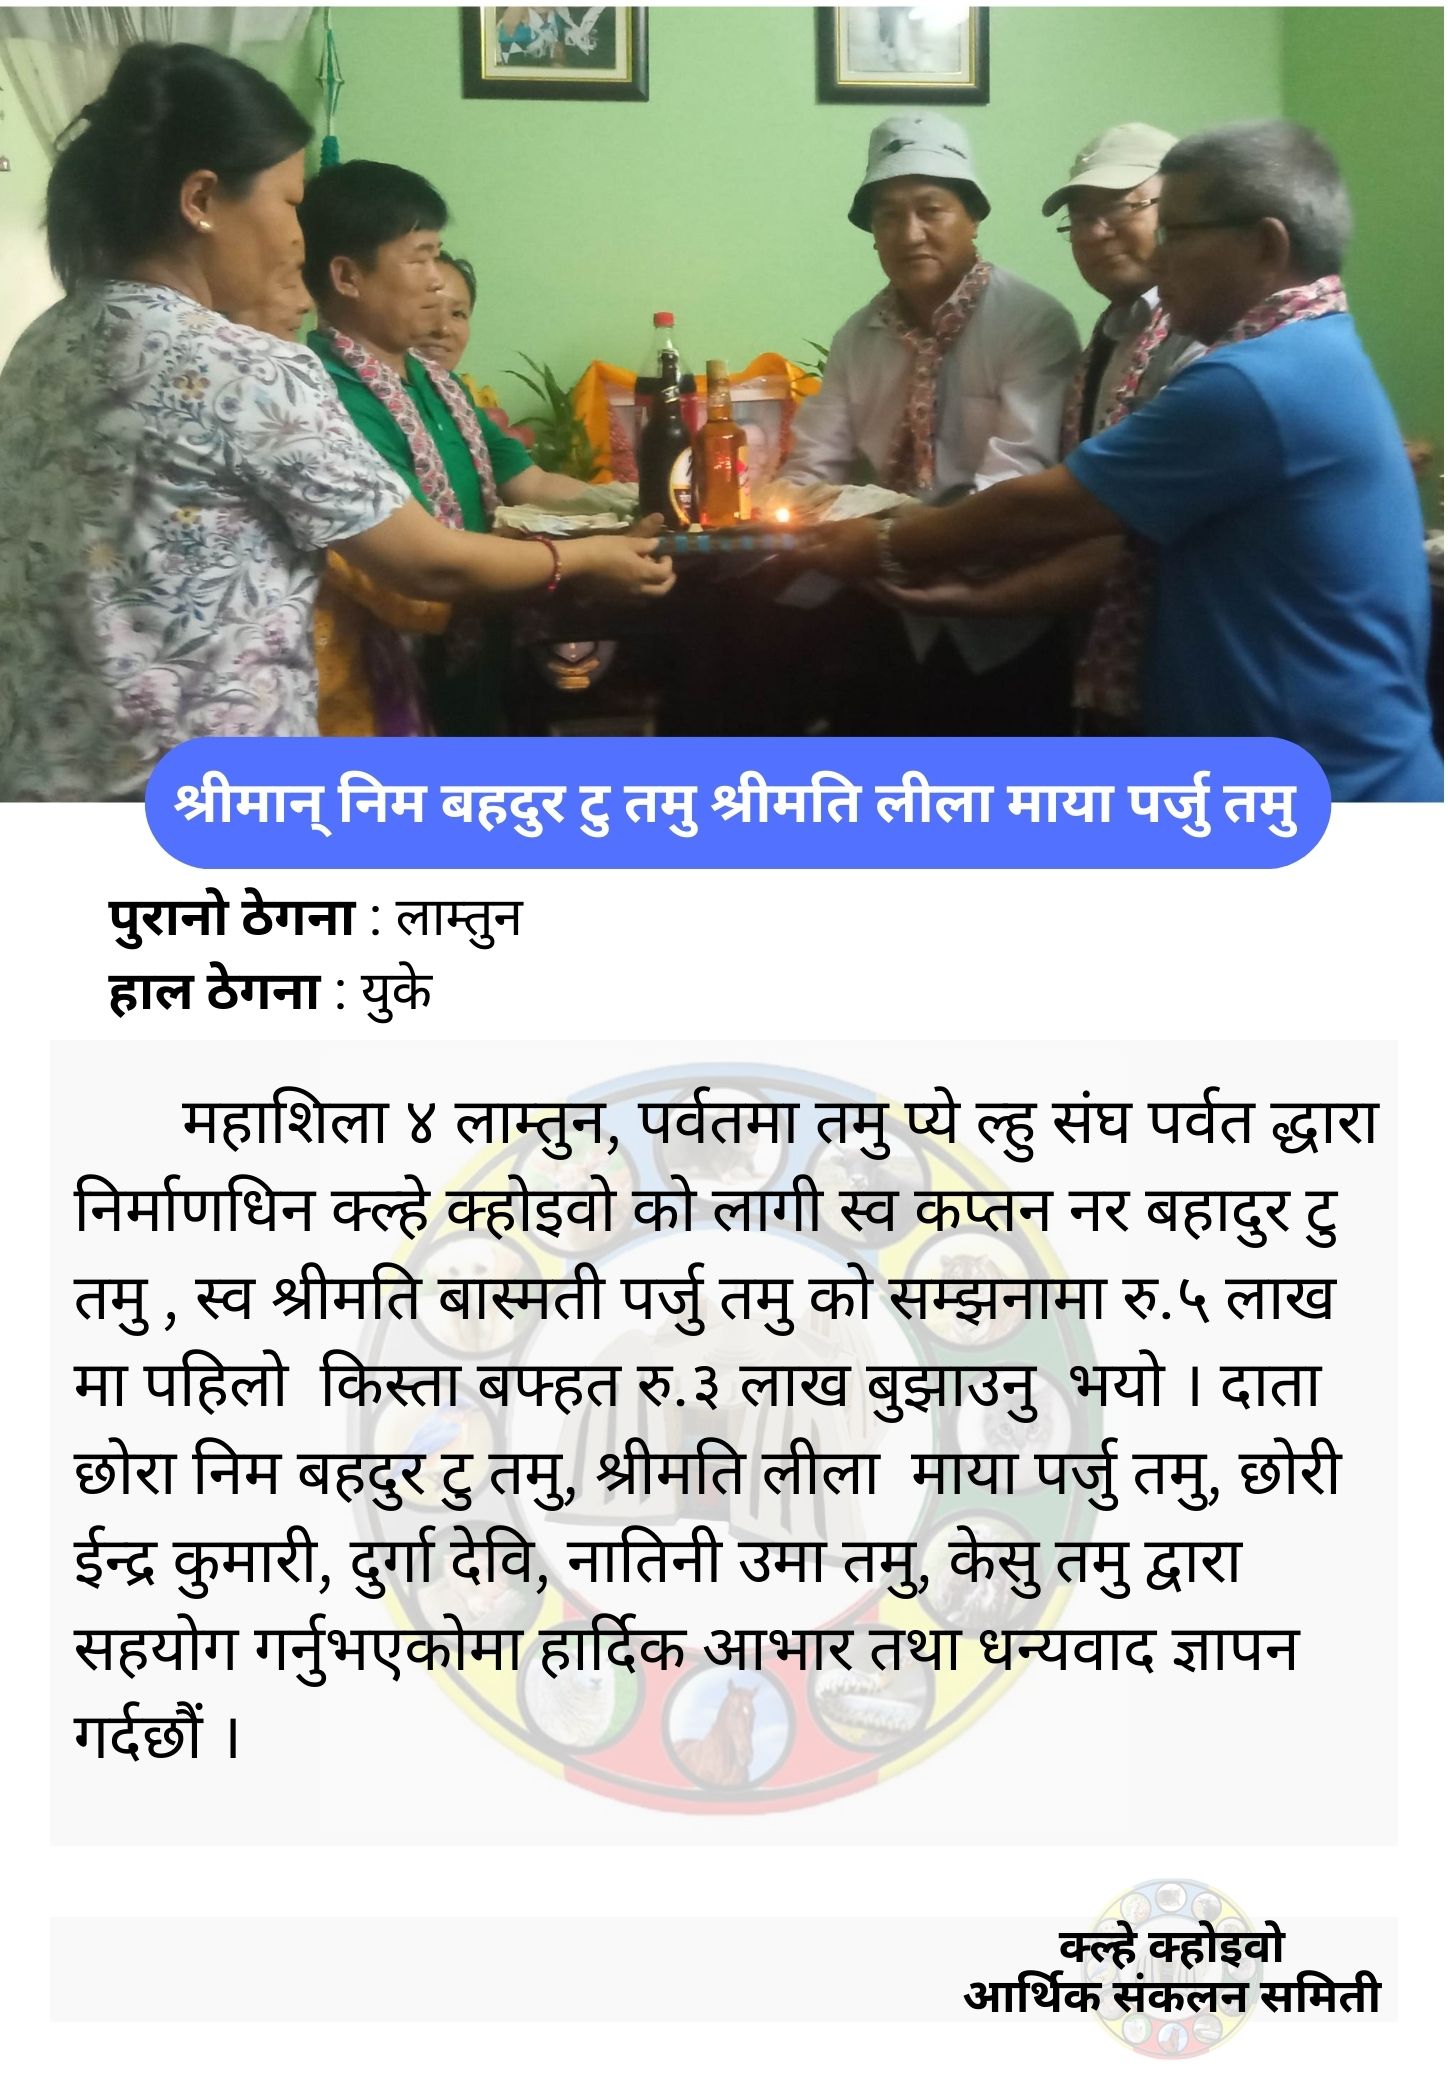 श्रीमान् निम बहदुर टु तमु श्रीमति लीला माया पर्जु तमु
पुरानो ठेगना : लाम्तुन
हाल ठेगना : युके
महाशिला ४ लाम्तुन, पर्वतमा तमु प्ये ल्हु संघ पर्वत द्धारा
निर्माणधिन क्ल्हे क्होइवो को लागी स्व कप्तन नर बहादुर टु
तमु , स्व श्रीमति बास्मती पर्जु तमु को सम्झनामा रु.५ लाख
मा पहिलो किस्ता बफ्हत रु.३ लाख बुझाउनु भयो । दाता
छोरा निम बहदुर टु तमु, श्रीमति लीला माया पर्जु तमु, छोरी
ईन्द्र कुमारी, दुर्गा देवि, नातिनी उमा तमु, केसु तमु द्वारा
सहयोग गर्नुभएकोमा हार्दिक आभार तथा धन्यवाद ज्ञापन
गर्दछौं ।
क्ल्हे क्होइवो
आर्थिक संकलन समिती